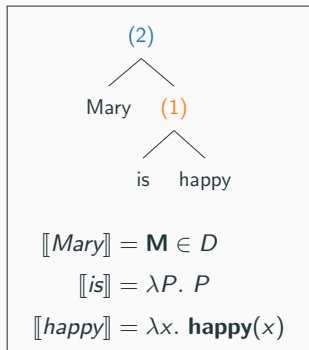 (2)
Mary (1)
is happy
⟦Mary⟧ = M ∈ D
⟦is⟧ = λP. P
⟦happy⟧ = λx. happy(x)